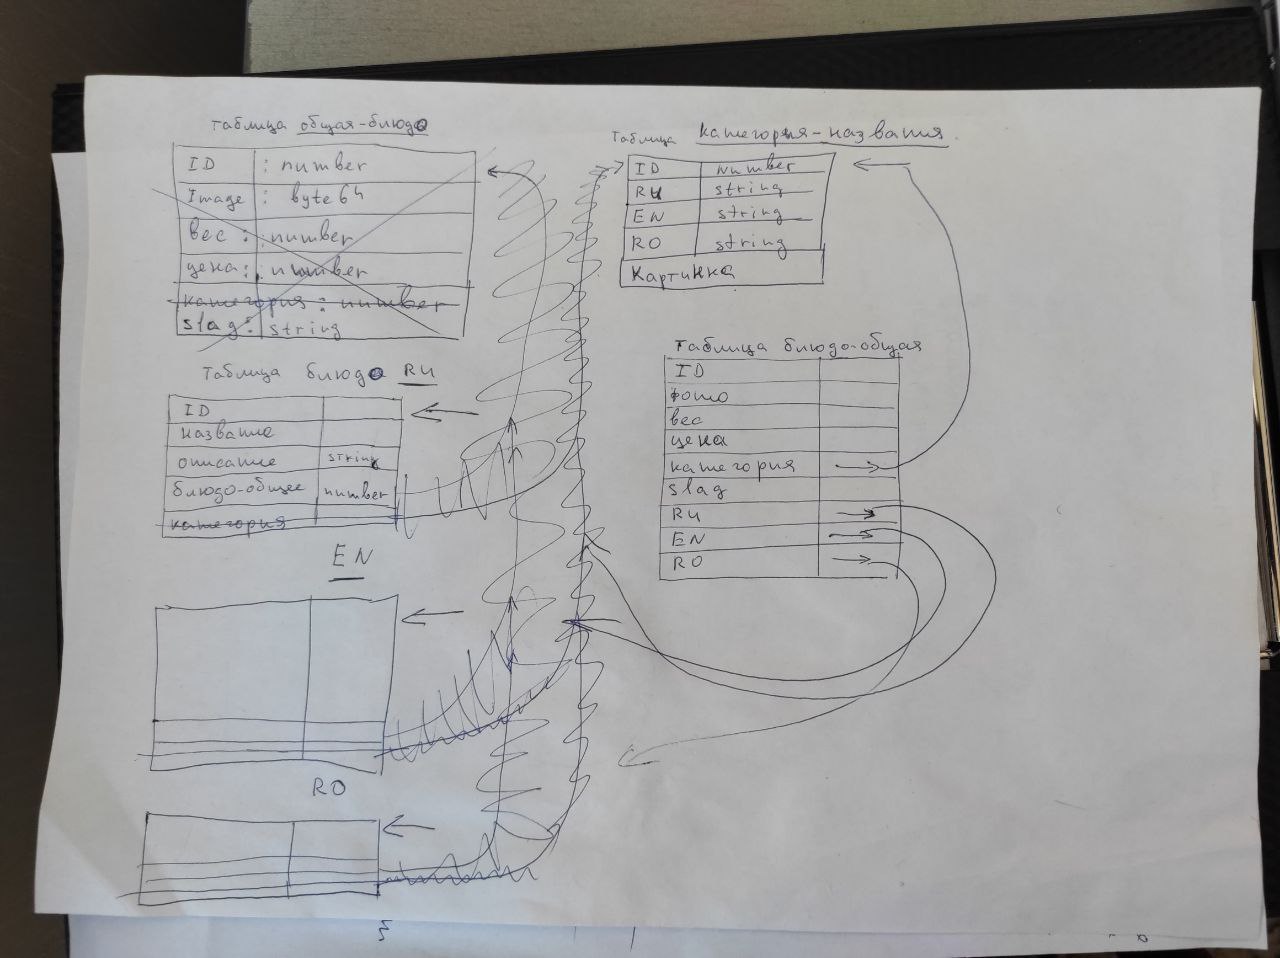 Таблица общая-блюдо
ID : number
Image : byte64
вес : number
цена : number
категория : number
slag : string
Таблица блюдо RU
ID
название
описание string
блюдо-общее number
категория
EN
RO
Таблица категория-названия.
ID number
RU string
EN string
RO string
Картинка
Таблица блюдо-общая
ID
фото
вес
цена
категория
slag
RU
EN
RO